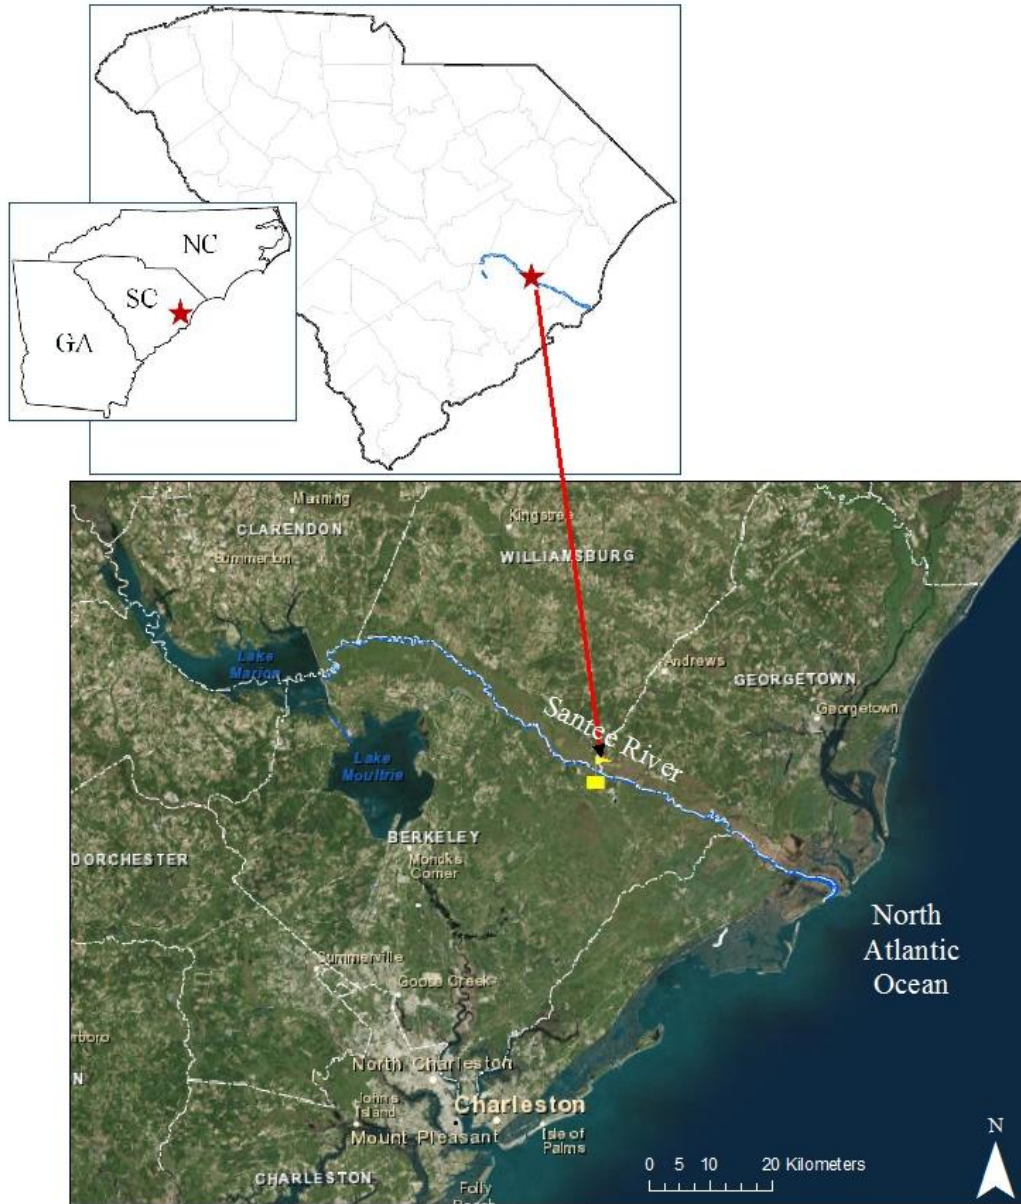 NC
SC
GA
Manning
CLARENDON
Summerton
Kingstree
WILLIAMSBURG
Lake
Marion
Andrews
GEORGETOWN
Georgetown
Santee River
Lake
Moultrie
BERKELEY
Moncks
Corner
DORCHESTER
North
Atlantic
Ocean
Summerville
Goose Creek
rboro
North Charleston
N
John's
Island
Charleston
Mount Pleasant
Isle of
Palms
CHARLESTON
Folly
N
0 5 10 20 Kilometers